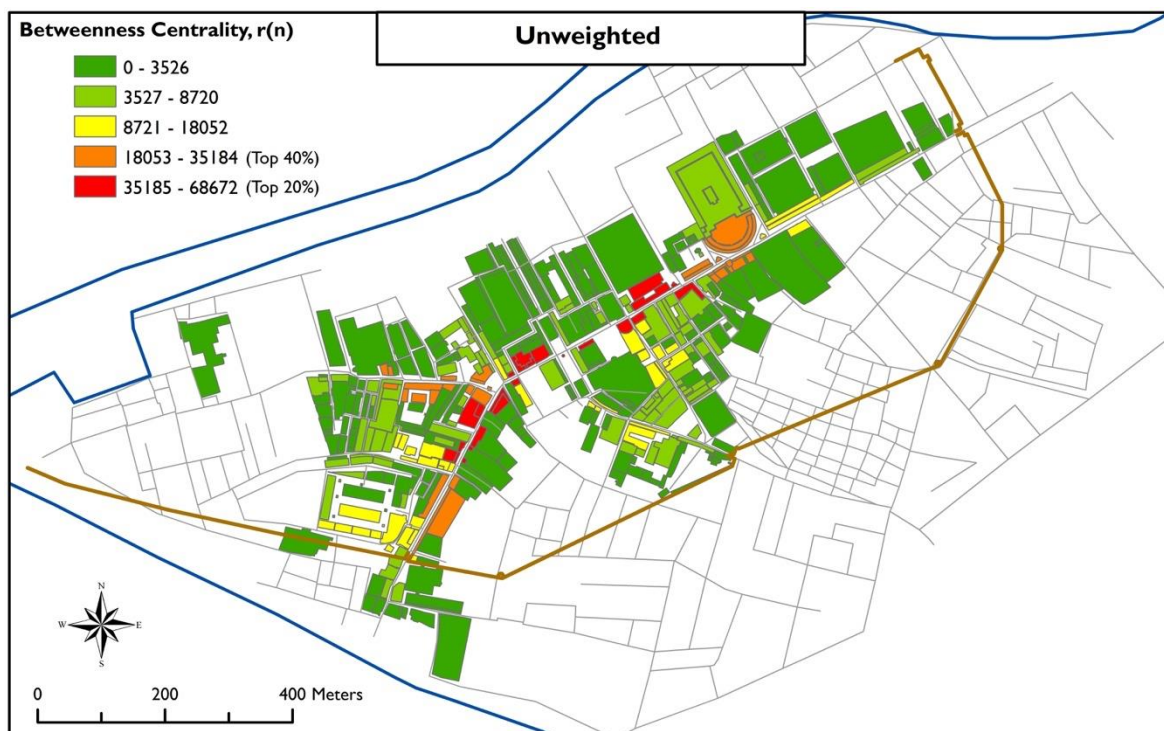 Unweighted
Betweenness Centrality, r(n)
0 - 3526
3527 - 8720
8721 - 18052
18053 - 35184 (Top 40%)
35185 - 68672 (Top 20%)
N
W E
S
0 200 400 Meters